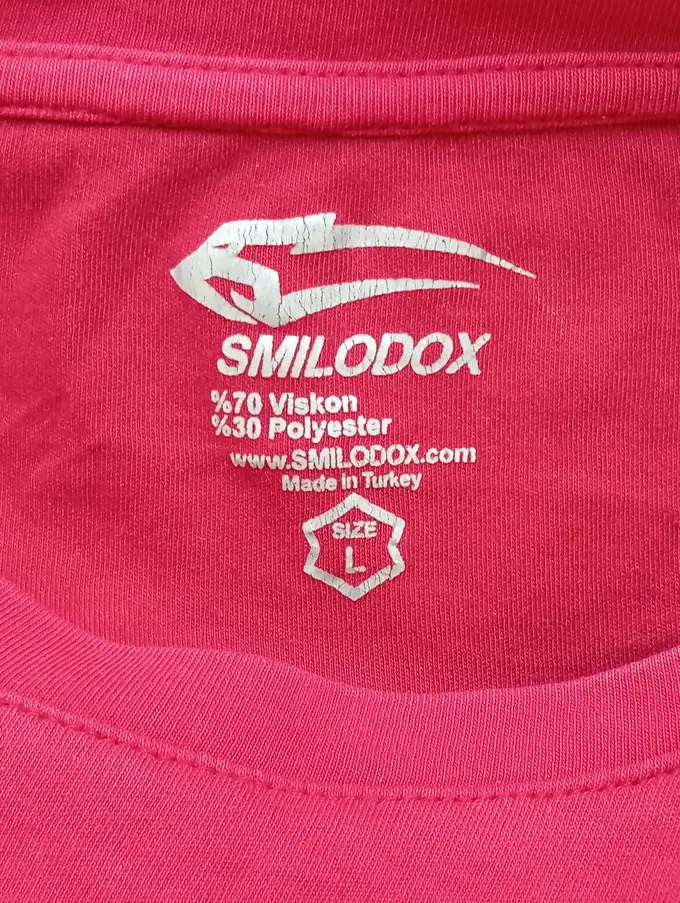 SMILODOX
%70 Viskon
%30 Polyester
www.SMILODOX.com
Made in Turkey
SIZE
L